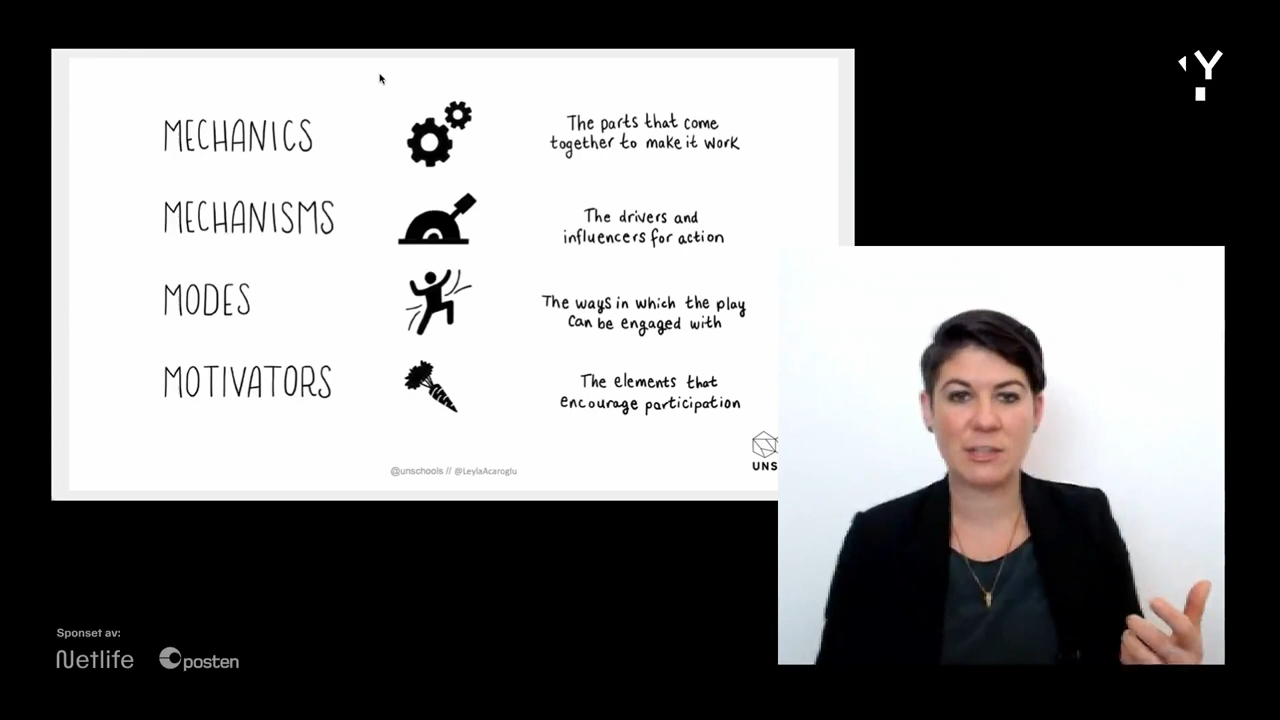 MECHANICS
The parts that come
together to make it work
MECHANISMS
The drivers and
influencers for action
MODES
The ways in which the play
can be engaged with
MOTIVATORS
The elements that
encourage participation
@unschools // @LeylaAcaroglu
UNS
Y
Sponset av:
Netlife
posten